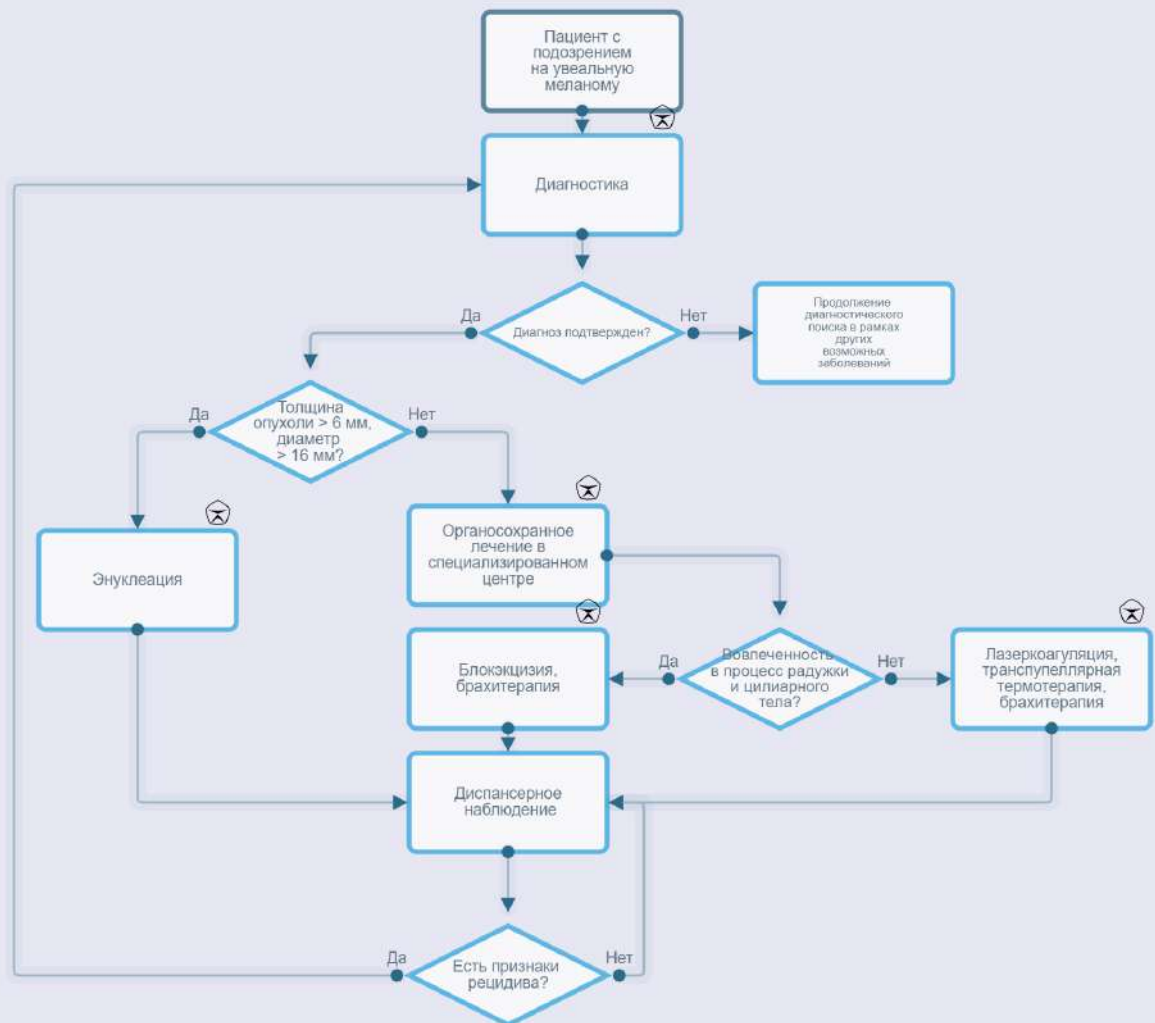 Пациент с
подозрением
на увеальную
меланому
Диагностика
Да
Диагноз подтвержден?
Нет
Продолжение
диагностического
поиска в рамках
других
возможных
заболеваний
Да
Толщина
опухоли > 6 мм,
диаметр
> 16 мм?
Нет
Энуклеация
Органосохранное
лечение в
специализированном
центре
Блокэкцизия,
брахитерапия
Да
Вовлеченность
в процесс радужки
и цилиарного
тела?
Нет
Лазеркоагуляция,
транспупеллярная
термотерапия,
брахитерапия
Диспансерное
наблюдение
Да
Есть признаки
рецидива?
Нет